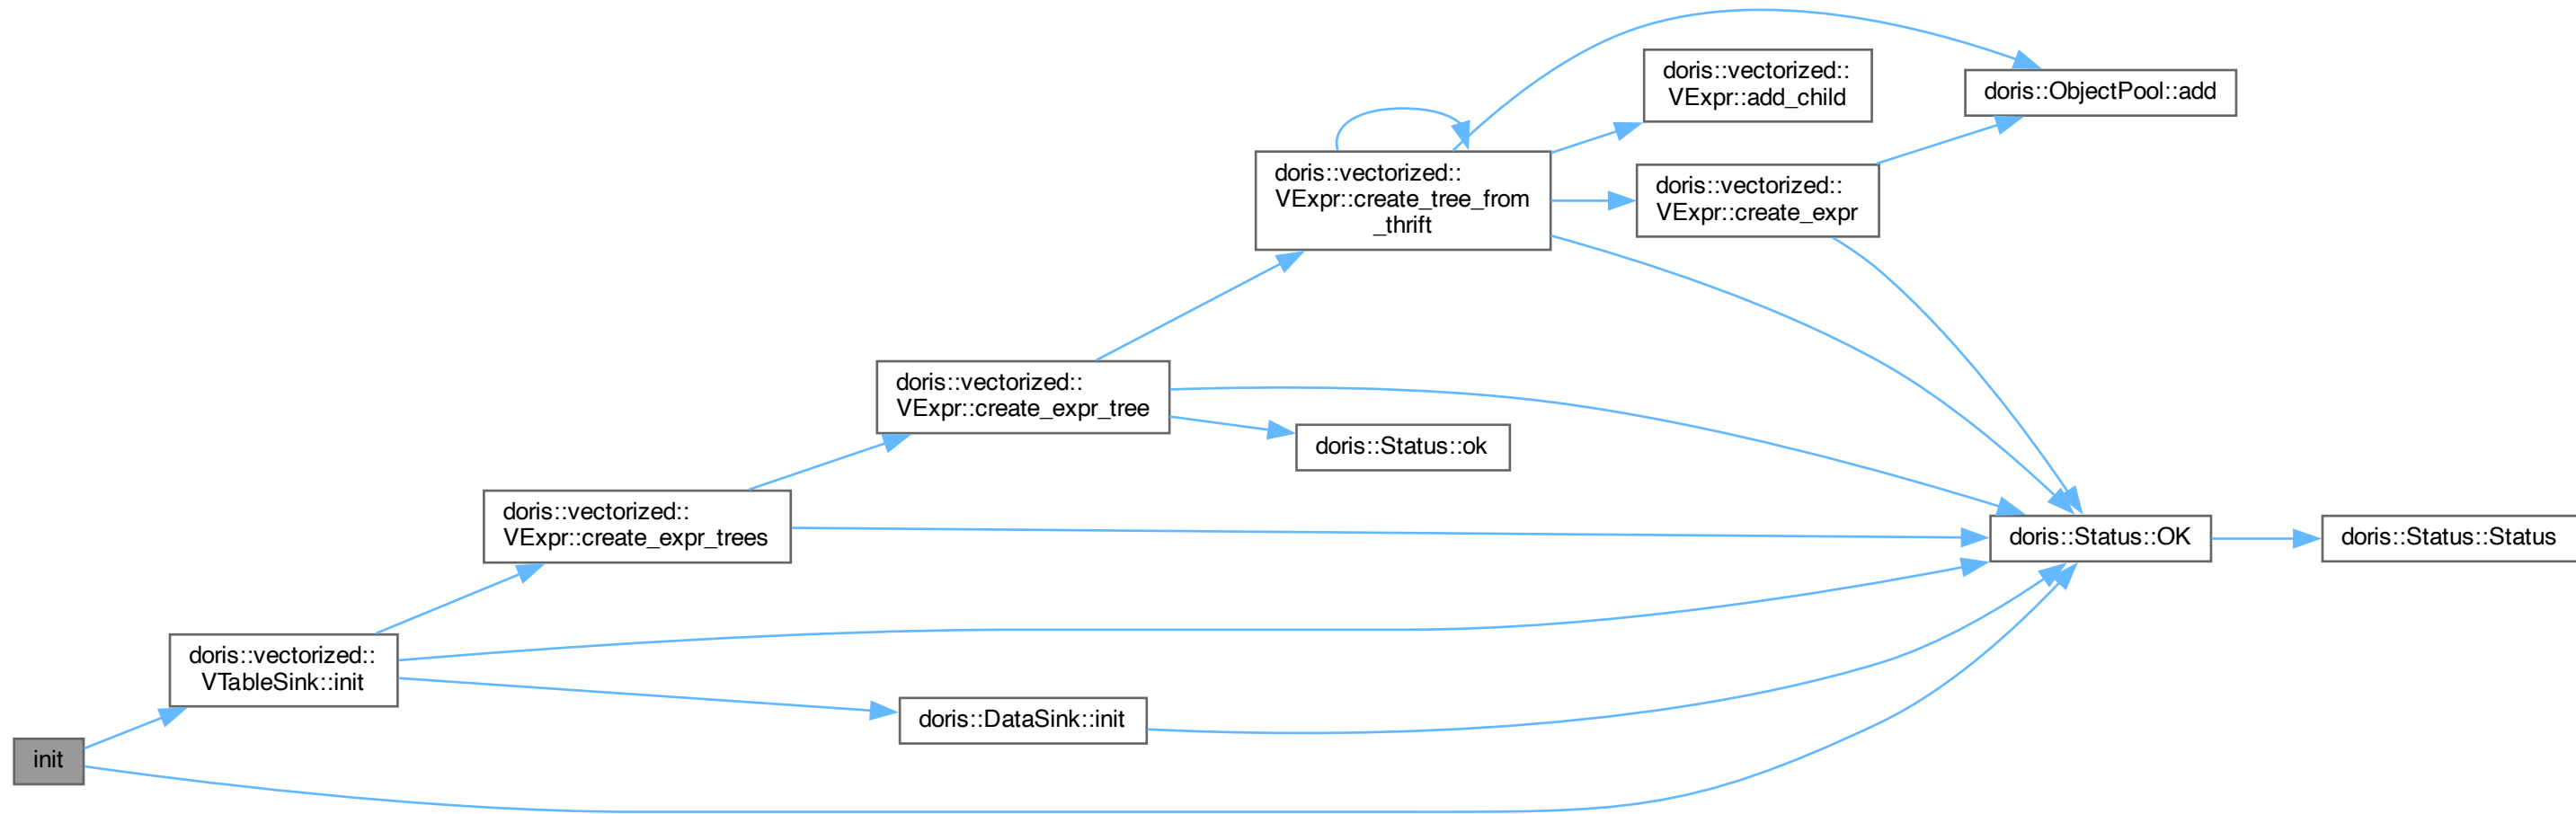 doris::vectorized::
VExpr::add_child
doris::ObjectPool::add
doris::vectorized::
VExpr::create_tree_from
_thrift
doris::vectorized::
VExpr::create_expr
doris::vectorized::
VExpr::create_expr_tree
doris::Status::ok
doris::vectorized::
VExpr::create_expr_trees
doris::Status::OK
doris::Status::Status
doris::vectorized::
VTableSink::init
doris::DataSink::init
init